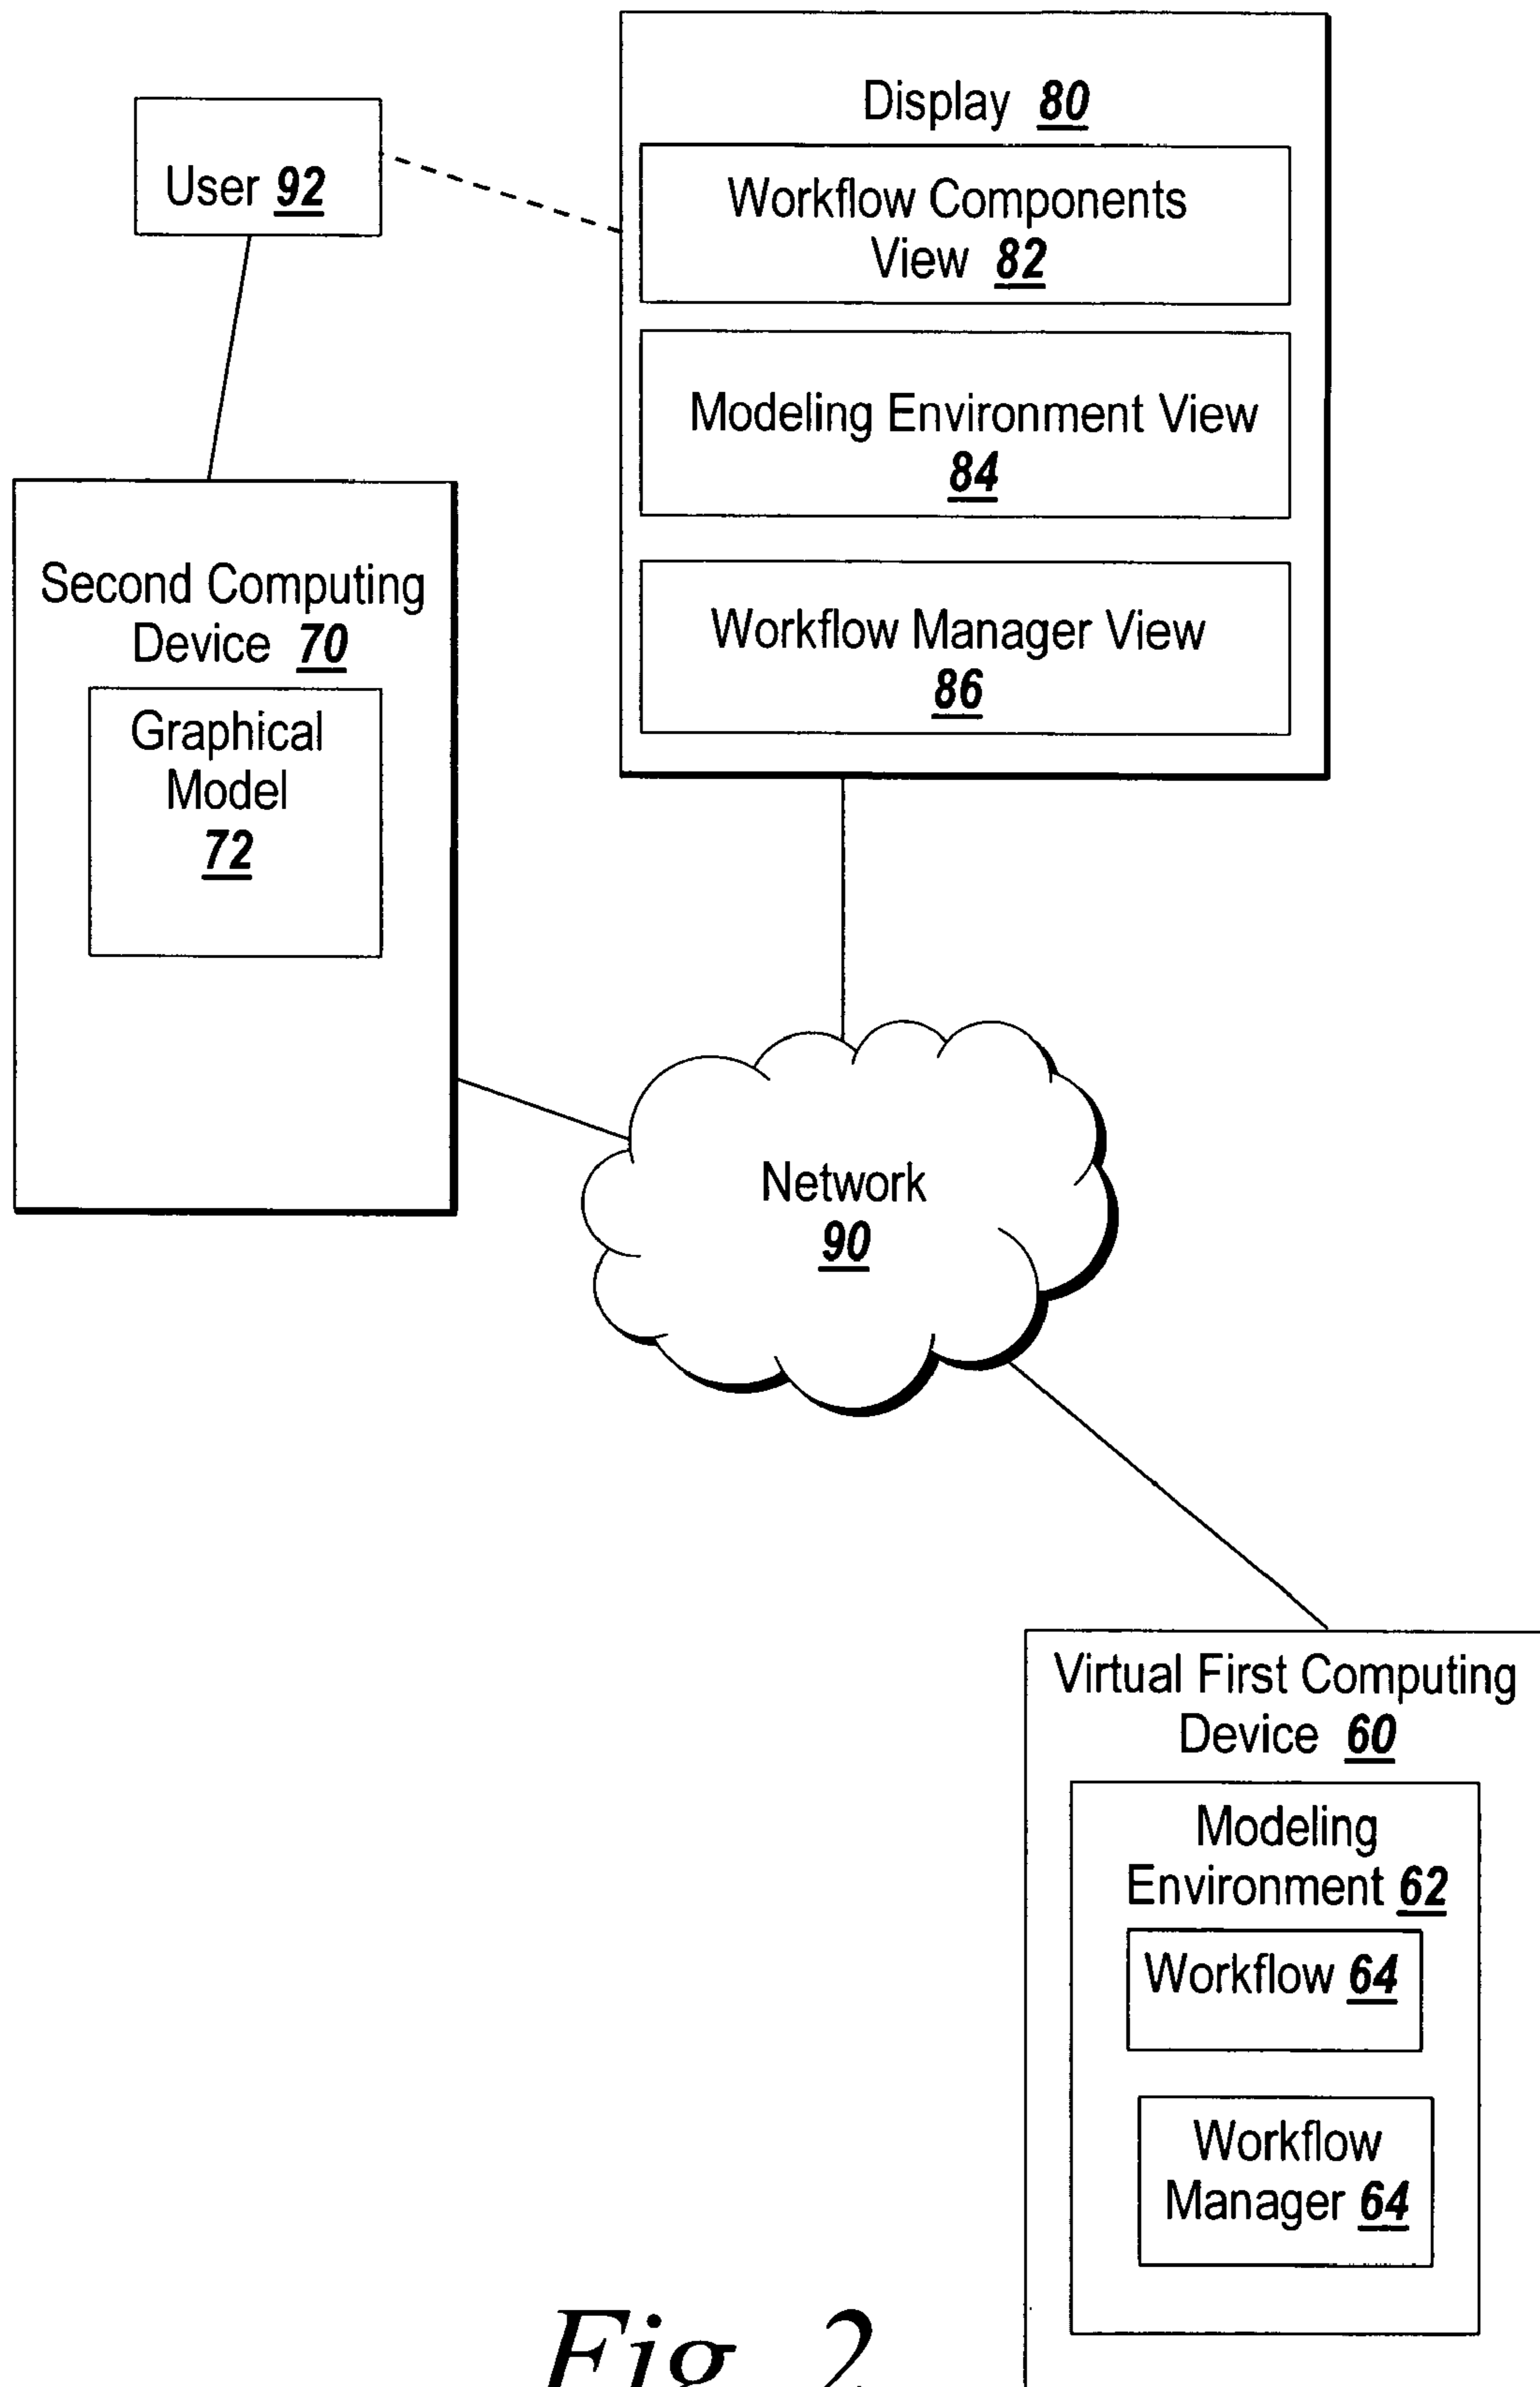 Display 80
User 92
Workflow Components
View 82
Modeling Environment View
84
Workflow Manager View
86
Second Computing
Device 70
Graphical
Model
72
Network
90
Virtual First Computing
Device 60
Modeling
Environment 62
Workflow 64
Workflow
Manager 64
Fig. 2